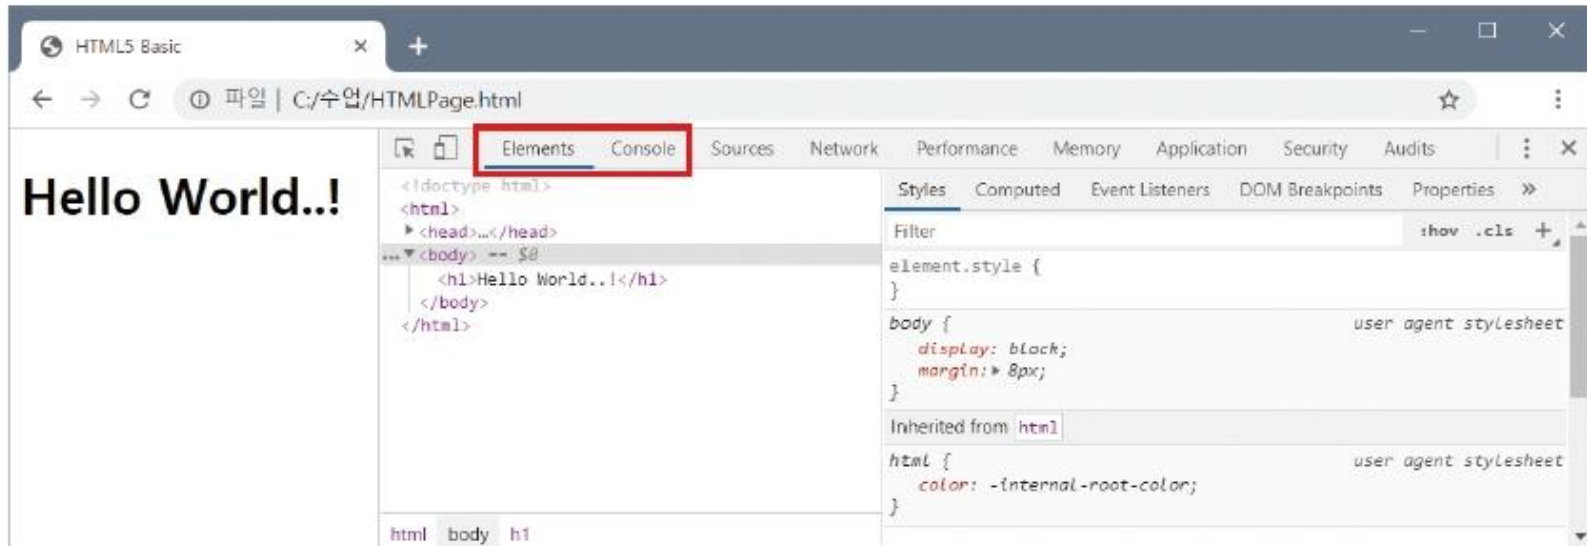 HTML5 Basic
파일 | C:/수업/HTMLPage.html
Elements Console Sources Network Performance Memory Application Security Audits
Hello World..!
<!doctype html>
<html>
<head>…</head>
...▼<body> == $0
<h1>Hello World..!</h1>
</body>
</html>
html body h1
Styles Computed Event Listeners DOM Breakpoints Properties »
Filter :hov .cls +
element.style {
}
body { user agent stylesheet
display: block;
margin:▶ 8px;
}
Inherited from html
html { user agent stylesheet
color: -internal-root-color;
}